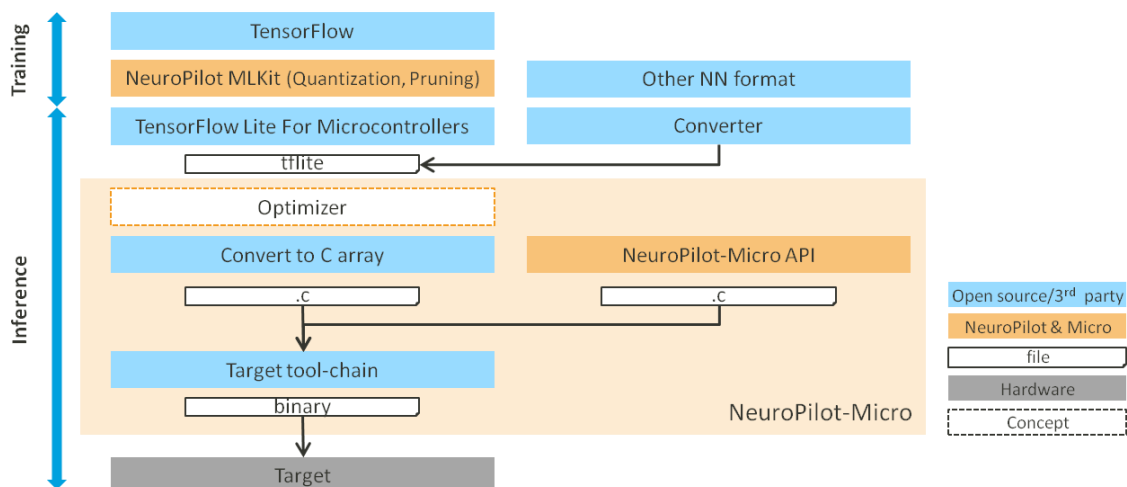 Training
TensorFlow
NeuroPilot MLKit (Quantization, Pruning)
Other NN format
Inference
TensorFlow Lite For Microcontrollers
Converter
tflite
Optimizer
Convert to C array
NeuroPilot-Micro API
.c
.c
Target tool-chain
binary
NeuroPilot-Micro
Target
Open source/3rd party
NeuroPilot & Micro
file
Hardware
Concept